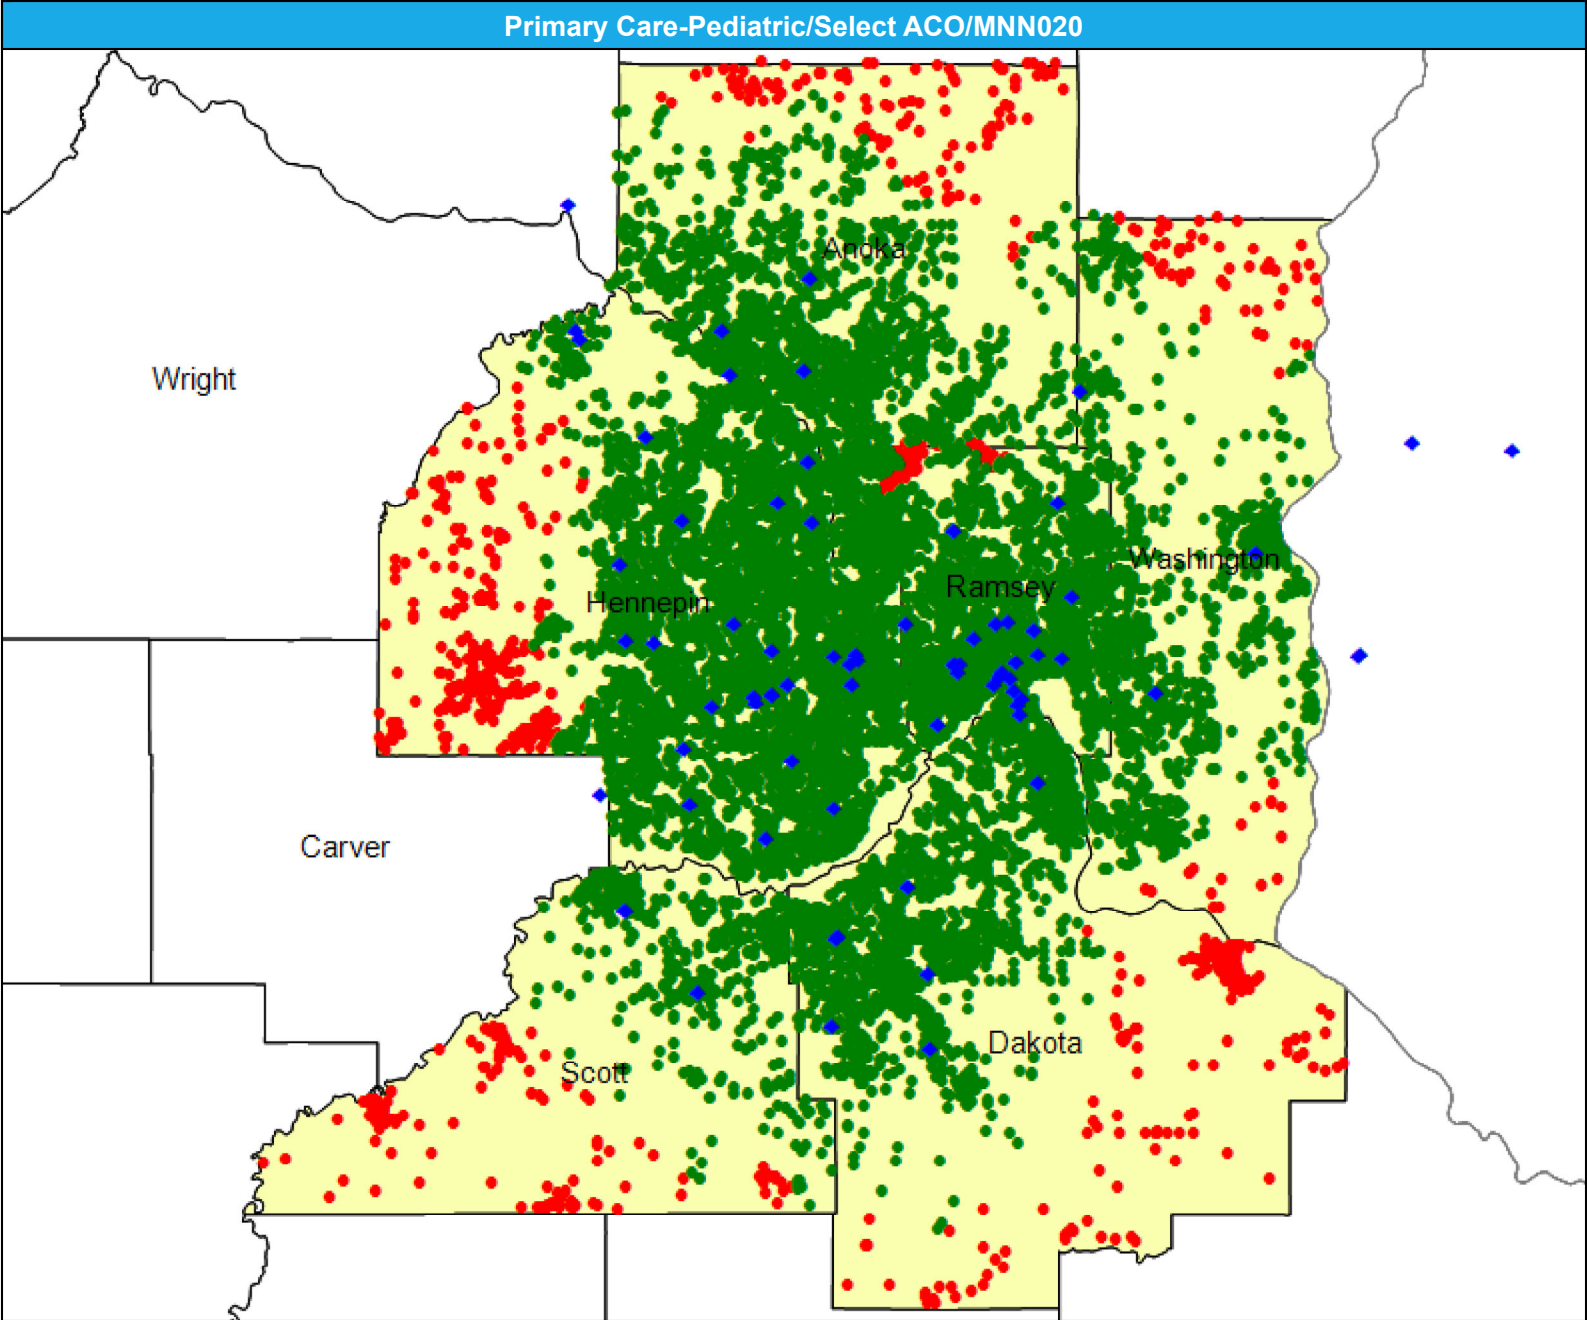 Primary Care-Pediatric/Select ACO/MNN020
Anoka
Wright
Washington
Ramsey
Hennepin
Carver
Dakota
Scott